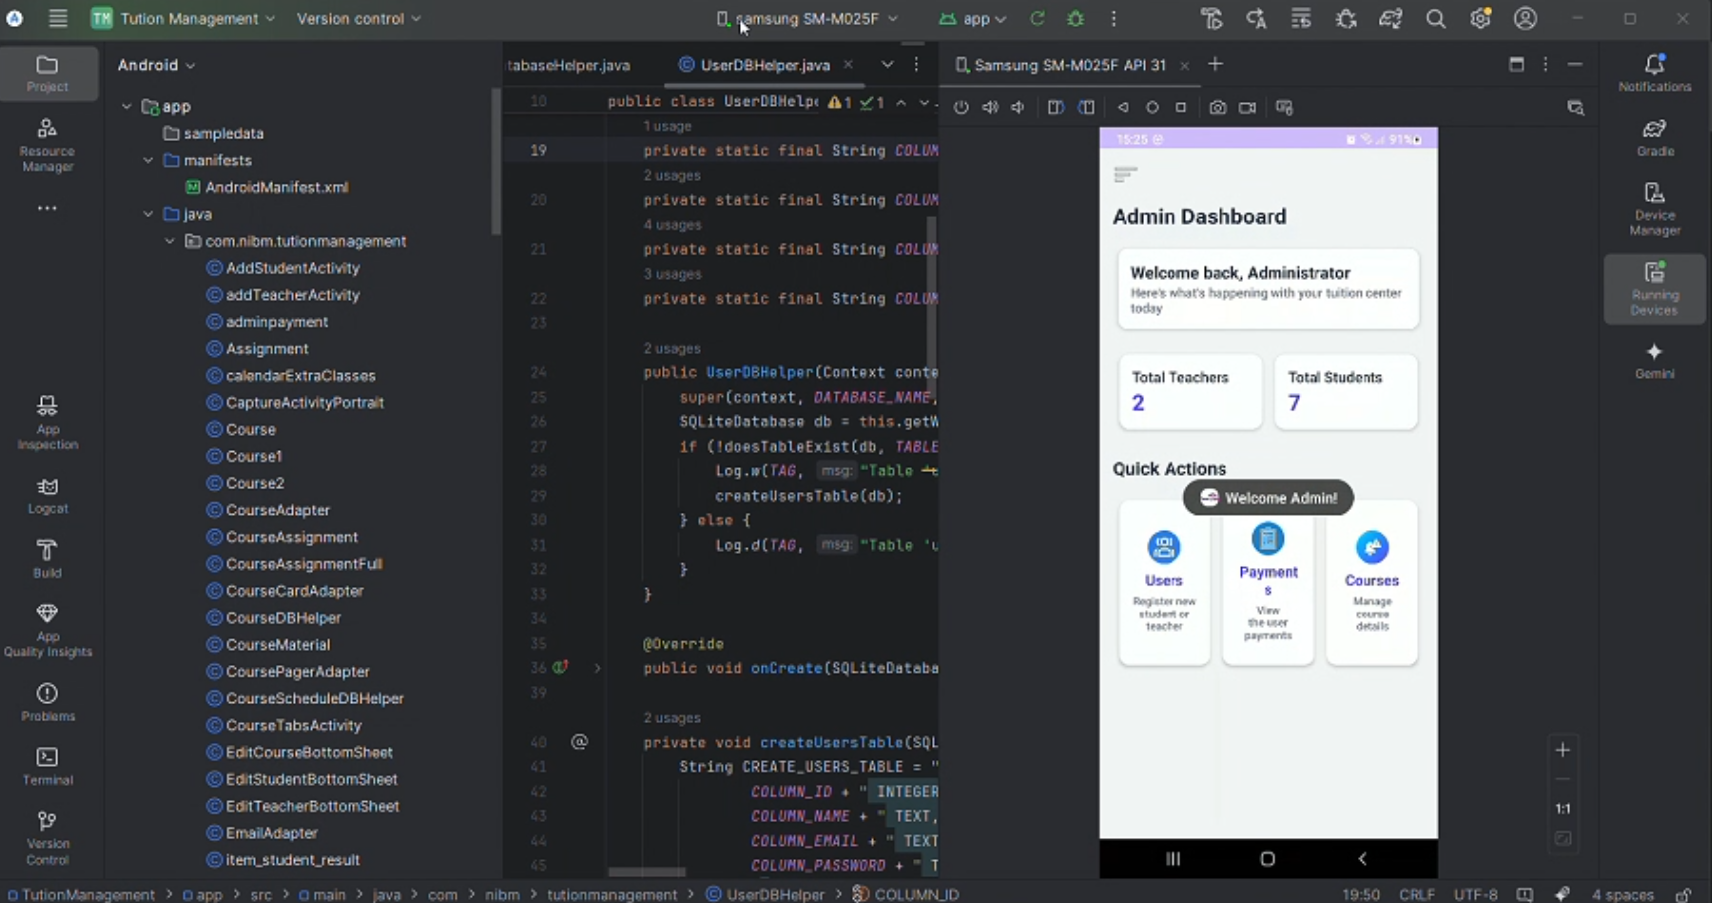 TM Tution Management
Version control
samsung SM-M025F
app
Project
Resource
Manager
App
Inspection
Logcat
Build
App
Quality Insights
Problems
Terminal
Version
Control
Android
app
sampledata
manifests
AndroidManifest.xml
java
com.nibm.tutionmanagement
AddStudentActivity
addTeacherActivity
adminpayment
Assignment
calendarExtraClasses
CaptureActivityPortrait
Course
Course1
Course2
CourseAdapter
CourseAssignment
CourseAssignmentFull
CourseCardAdapter
CourseDBHelper
CourseMaterial
CoursePagerAdapter
CourseScheduleDBHelper
CourseTabsActivity
EditCourseBottomSheet
EditStudentBottomSheet
EditTeacherBottomSheet
EmailAdapter
item_student_result
tabaseHelper.java
UserDBHelper.java
10 public class UserDBHelpe 1 1
1 usage
19 private static final String COLUM
2 usages
20 private static final String COLUM
4 usages
21 private static final String COLUM
3 usages
22 private static final String COLUM
23
2 usages
24 public UserDBHelper(Context conte
25 super(context, DATABASE_NAME,
26 SQLiteDatabase db = this.getW
27 if (!doesTableExist(db, TABLE
28 Log.w(TAG, msg: "Table
29 createUsersTable(db);
30 } else {
31 Log.d(TAG, msg: "Table 'u
32 }
33 }
34
35 @Override
36 public void onCreate(SQLiteDataba
39
2 usages
40 @ private void createUsersTable(SQL
41 String CREATE_USERS_TABLE = "
42 COLUMN_ID + " INTEGER
43 COLUMN_NAME + " TEXT,
44 COLUMN_EMAIL + " TEXT
45 COLUMN_PASSWORD + " T
Samsung SM-M025F API 31
15:25 91%
Admin Dashboard
Welcome back, Administrator
Here's what's happening with your tuition center
today
Total Teachers
2
Total Students
7
Quick Actions
Welcome Admin!
Users
Register new
student or
teacher
Payment
s
View
the user
payments
Courses
Manage
course
details
1:1
Notifications
Gradle
Device
Manager
Running
Devices
Gemini
TutionManagement > app > src > main > java > com > nibm > tutionmanagement > UserDBHelper > COLUMN_ID
19:50 CRLF UTF-8 4 spaces